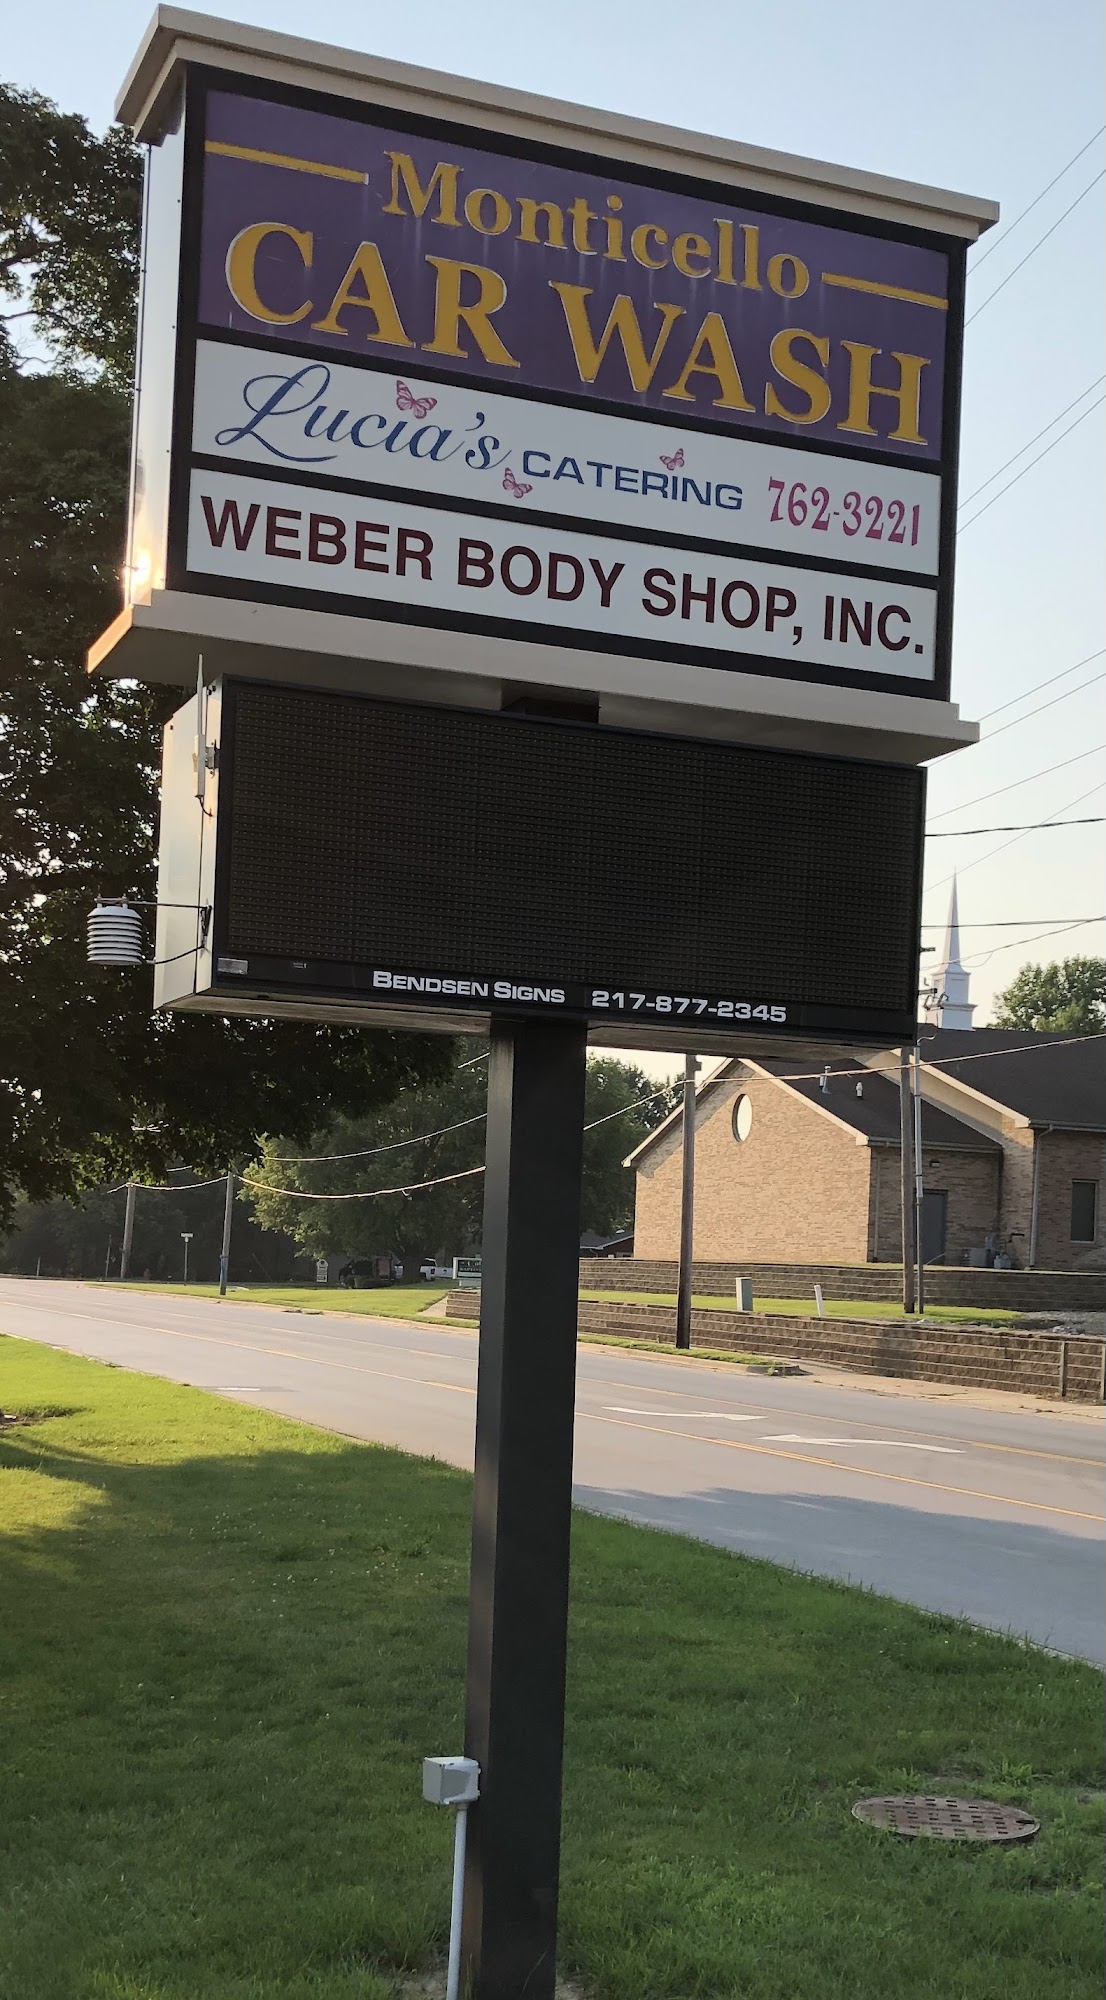 Monticello
CAR WASH
Lucia's CATERING 762-3221
WEBER BODY SHOP, INC.
BENDSEN SIGNS 217-877-2345